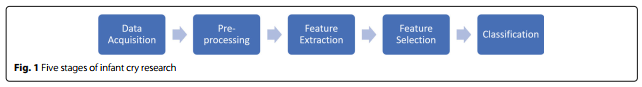 Data
Acquisition
Pre-
processing
Feature
Extraction
Feature
Selection
Classification
Fig. 1 Five stages of infant cry research